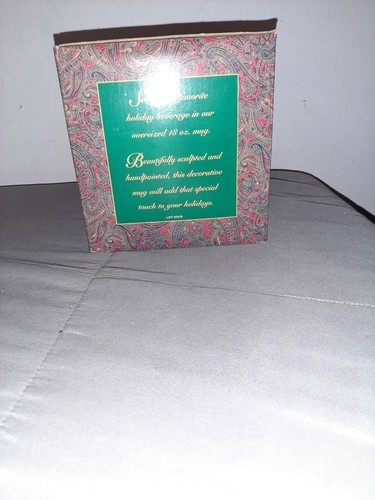 favorite
holiday beverage in our
oversized 18 oz. mug.
Beautifully sculpted and
handpainted, this decorative
mug will add that special
touch to your holidays.